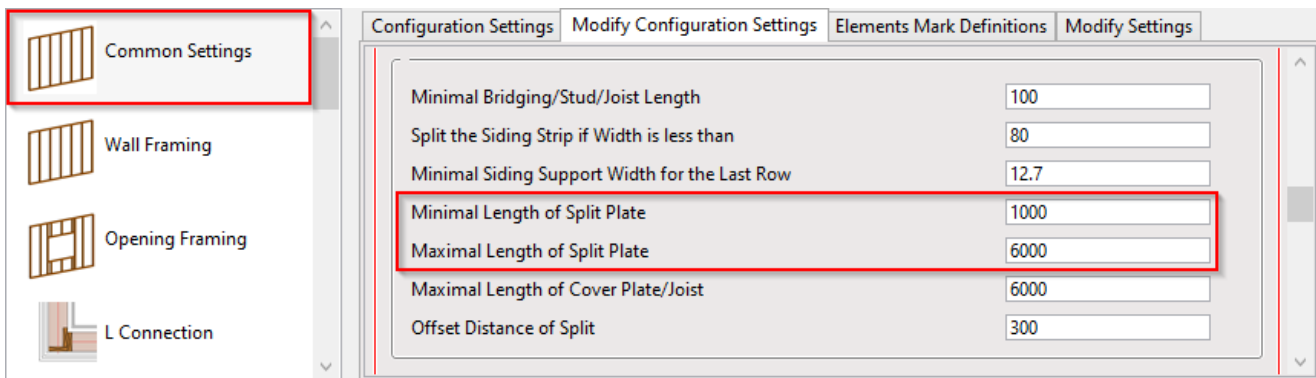 Common Settings
Wall Framing
Opening Framing
L Connection
Configuration Settings Modify Configuration Settings Elements Mark Definitions Modify Settings
Minimal Bridging/Stud/Joist Length 100
Split the Siding Strip if Width is less than 80
Minimal Siding Support Width for the Last Row 12.7
Minimal Length of Split Plate 1000
Maximal Length of Split Plate 6000
Maximal Length of Cover Plate/Joist 6000
Offset Distance of Split 300